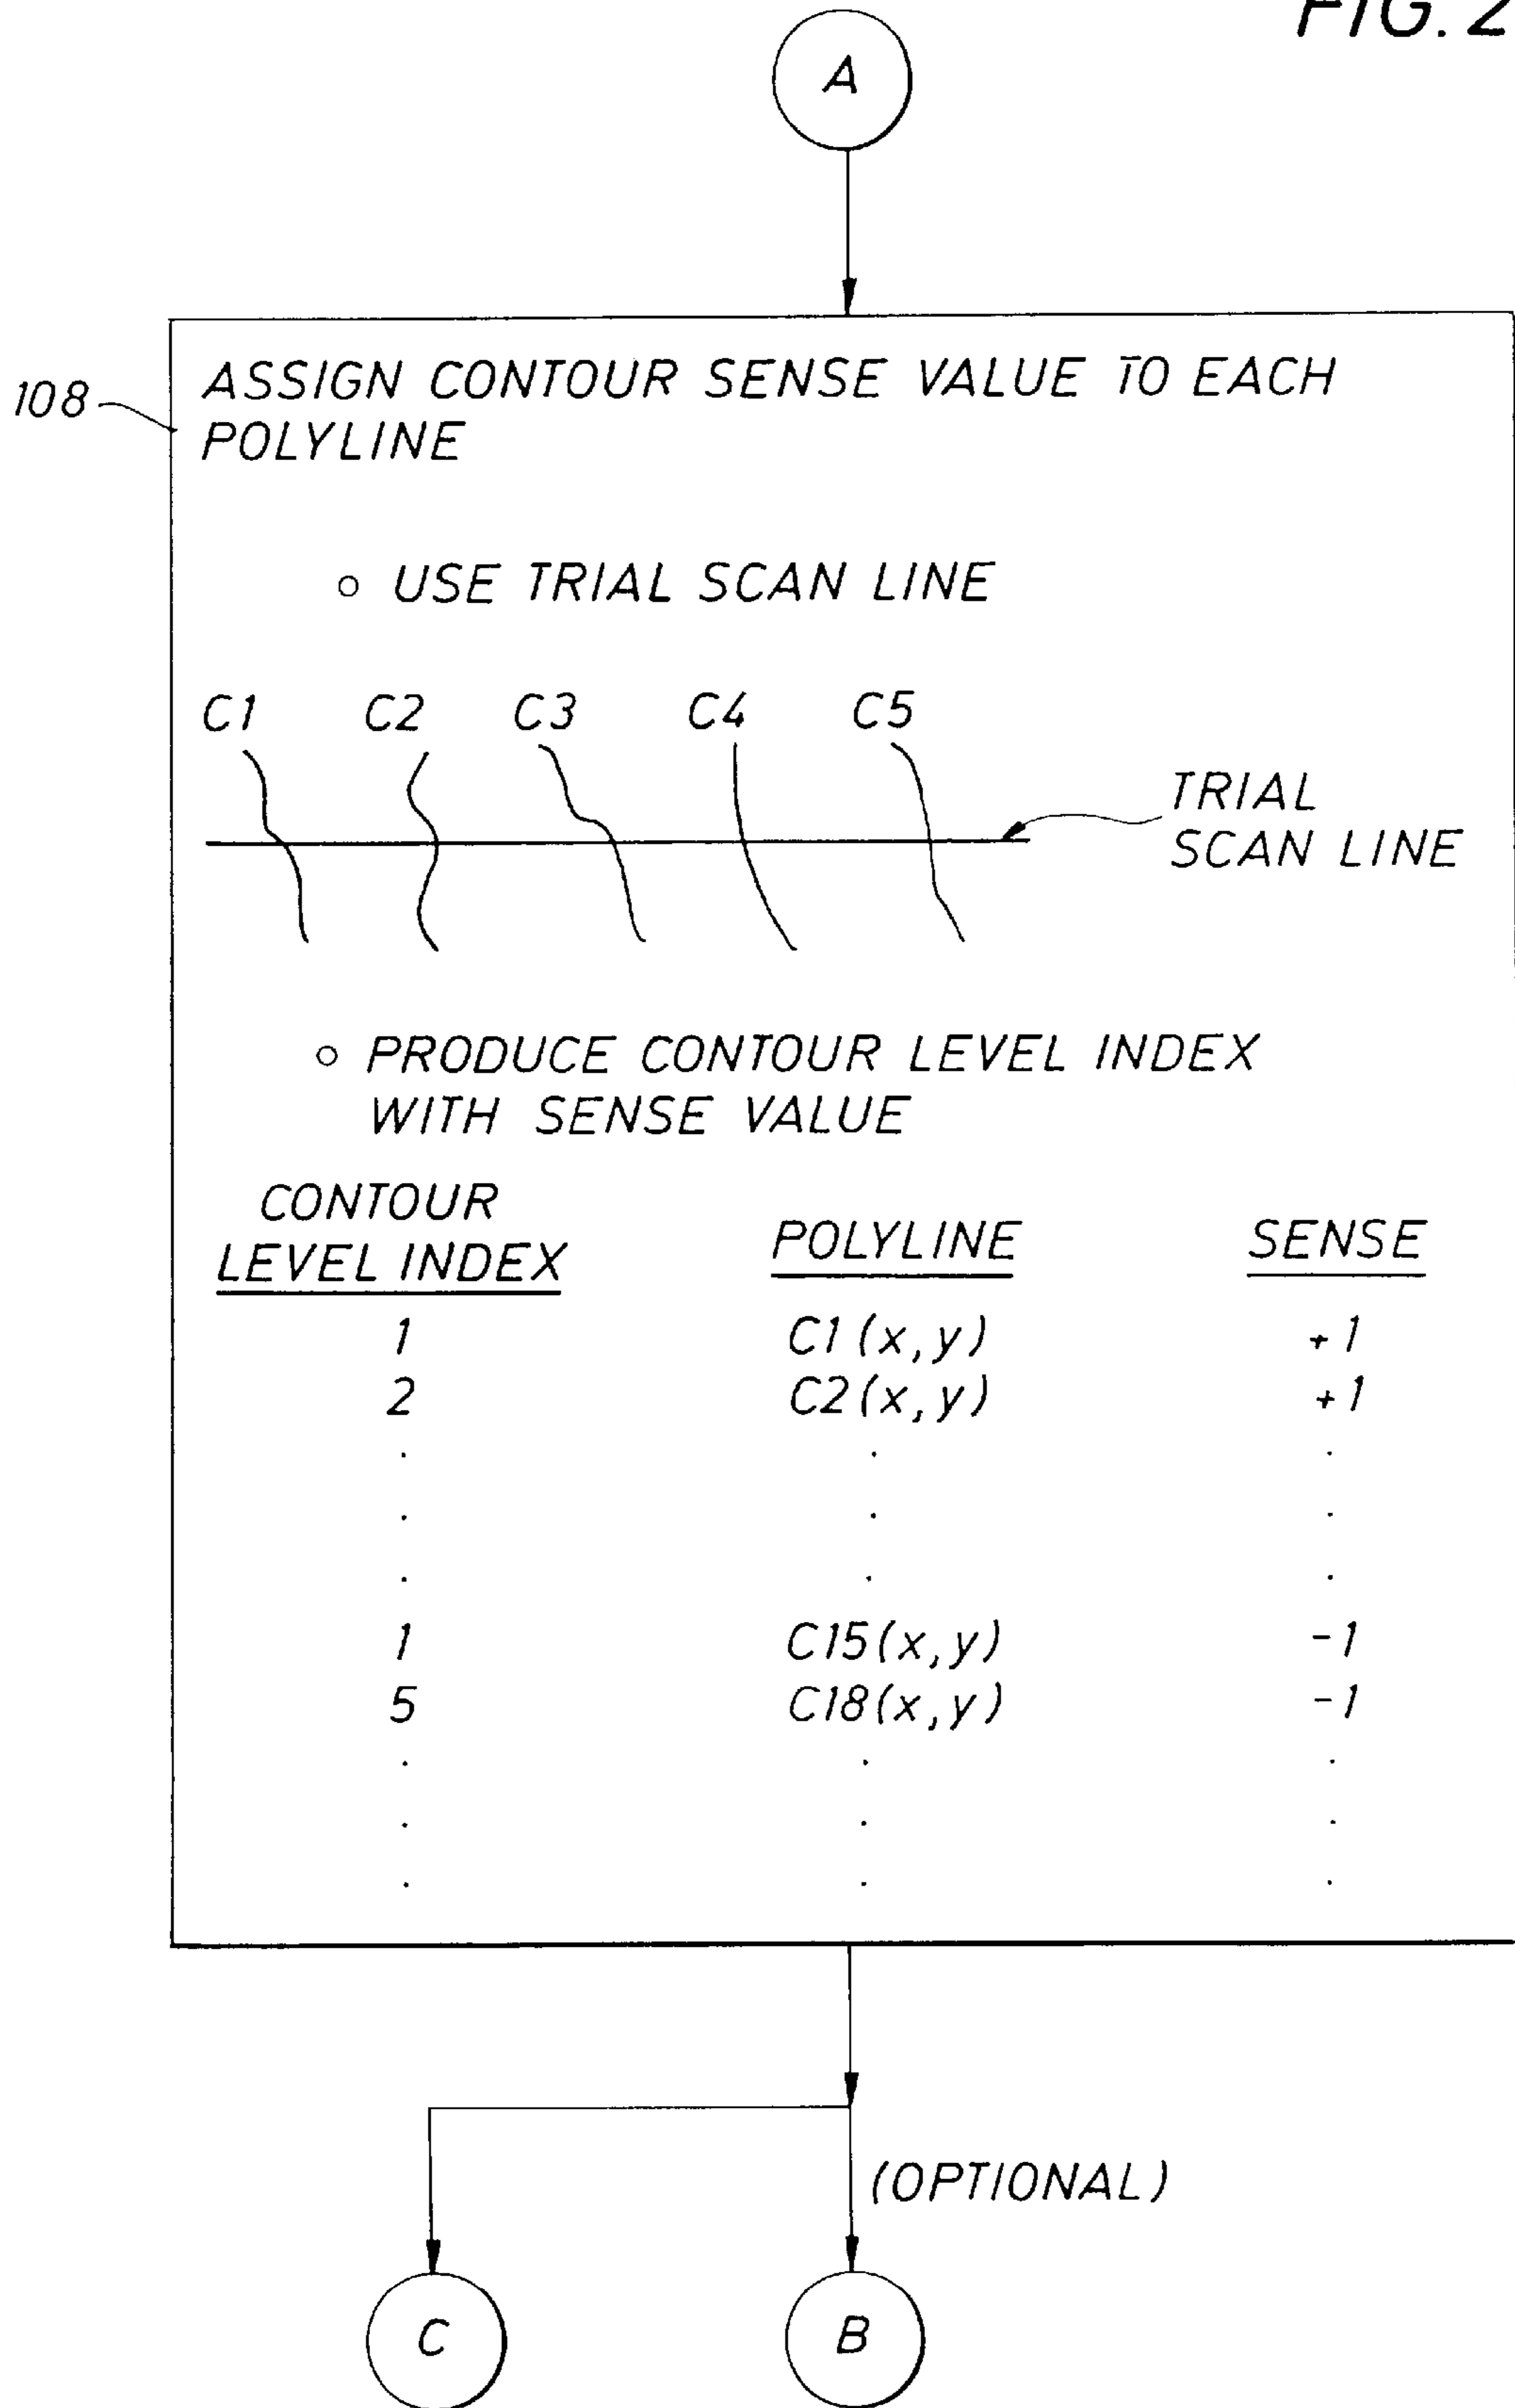 FIG. 2
A
108
ASSIGN CONTOUR SENSE VALUE TO EACH
POLYLINE
○ USE TRIAL SCAN LINE
C1 C2 C3 C4 C5
TRIAL
SCAN LINE
○ PRODUCE CONTOUR LEVEL INDEX
WITH SENSE VALUE
CONTOUR
LEVEL INDEX POLYLINE SENSE
1 C1(x,y) +1
2 C2(x,y) +1
. . .
. . .
. . .
1 C15(x,y) -1
5 C18(x,y) -1
. . .
. . .
. . .
(OPTIONAL)
C B